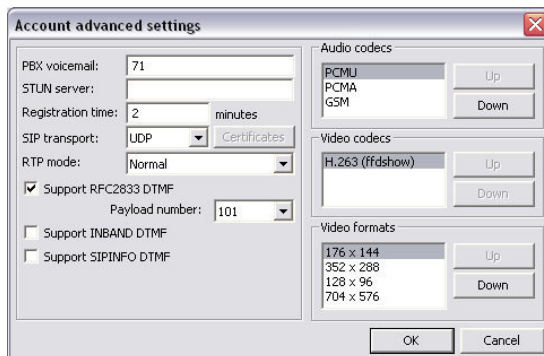 Account advanced settings
PBX voicemail: 71
STUN server:
Registration time: 2 minutes
SIP transport: UDP Certificates
RTP mode: Normal
Support RFC2833 DTMF
Payload number: 101
Support INBAND DTMF
Support SIPINFO DTMF
Audio codecs
PCMU
PCMA
GSM
Up
Down
Video codecs
H.263 (ffdshow)
Up
Down
Video formats
176 x 144
352 x 288
128 x 96
704 x 576
Up
Down
OK
Cancel